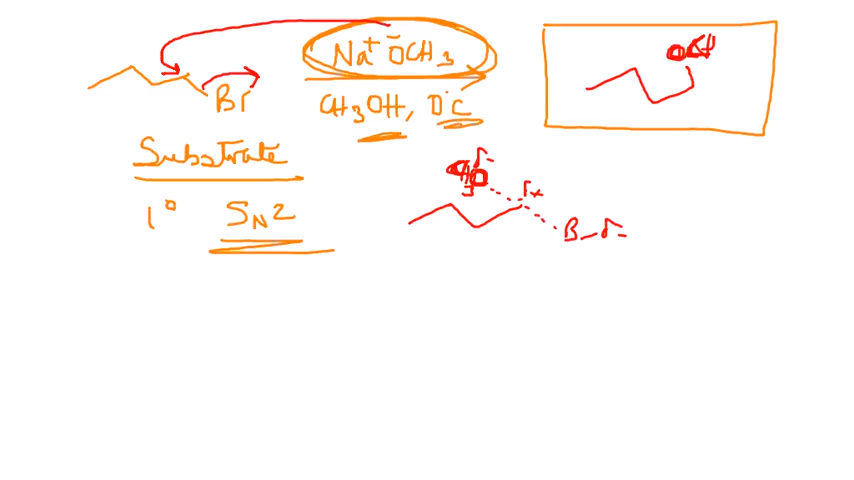 Na⁺ ⁻OCH₃
Br
CH₃OH, 0°C
Substrate
1° SN2
δ-
δ+
Br δ-